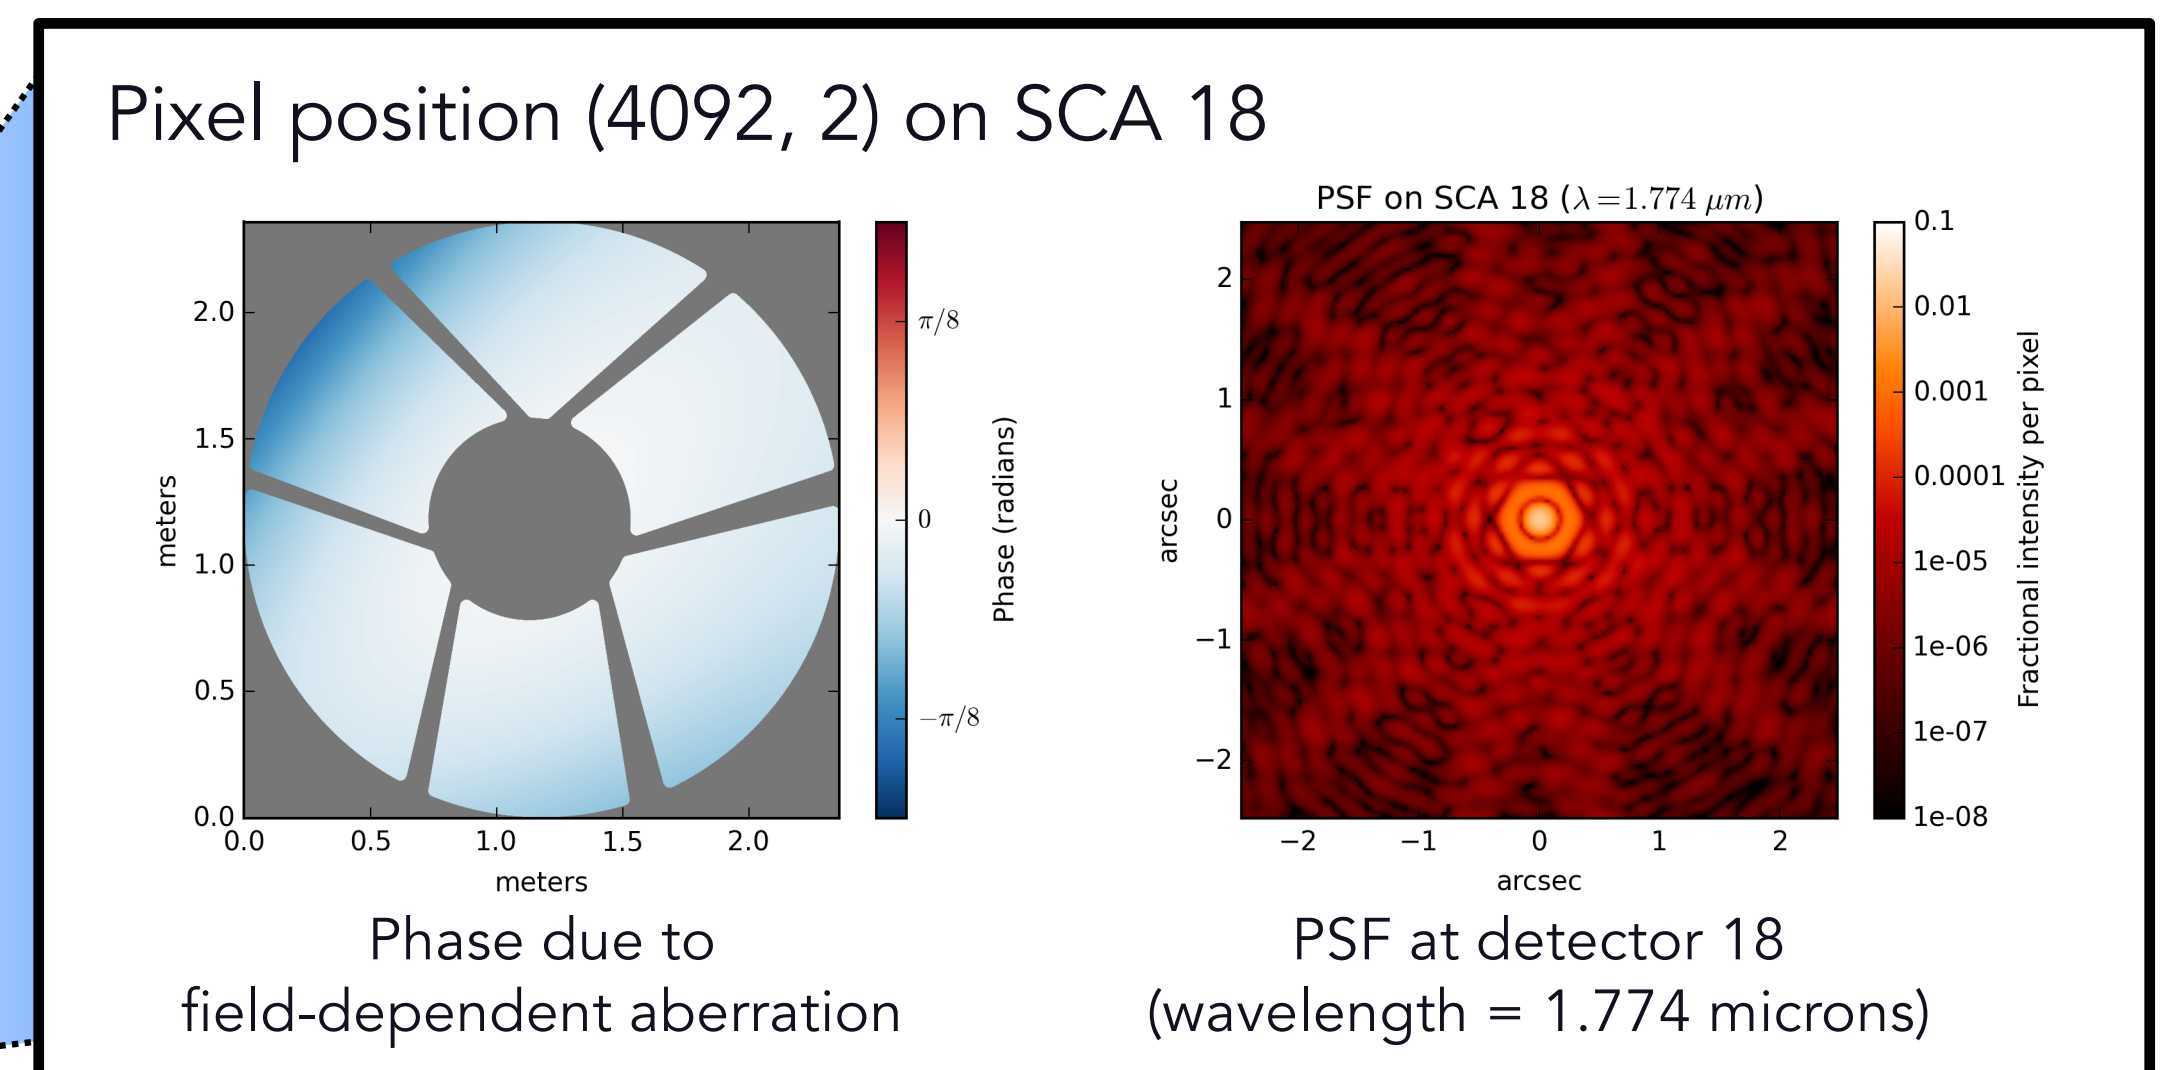 Pixel position (4092, 2) on SCA 18
2.0
1.5
1.0
0.5
0.0
meters
0.0 0.5 1.0 1.5 2.0
meters
π/8
0
−π/8
Phase (radians)
Phase due to
field-dependent aberration
PSF on SCA 18 (λ=1.774 μm)
2
1
0
−1
−2
arcsec
−2 −1 0 1 2
arcsec
0.1
0.01
0.001
0.0001
1e-05
1e-06
1e-07
1e-08
Fractional intensity per pixel
PSF at detector 18
(wavelength = 1.774 microns)